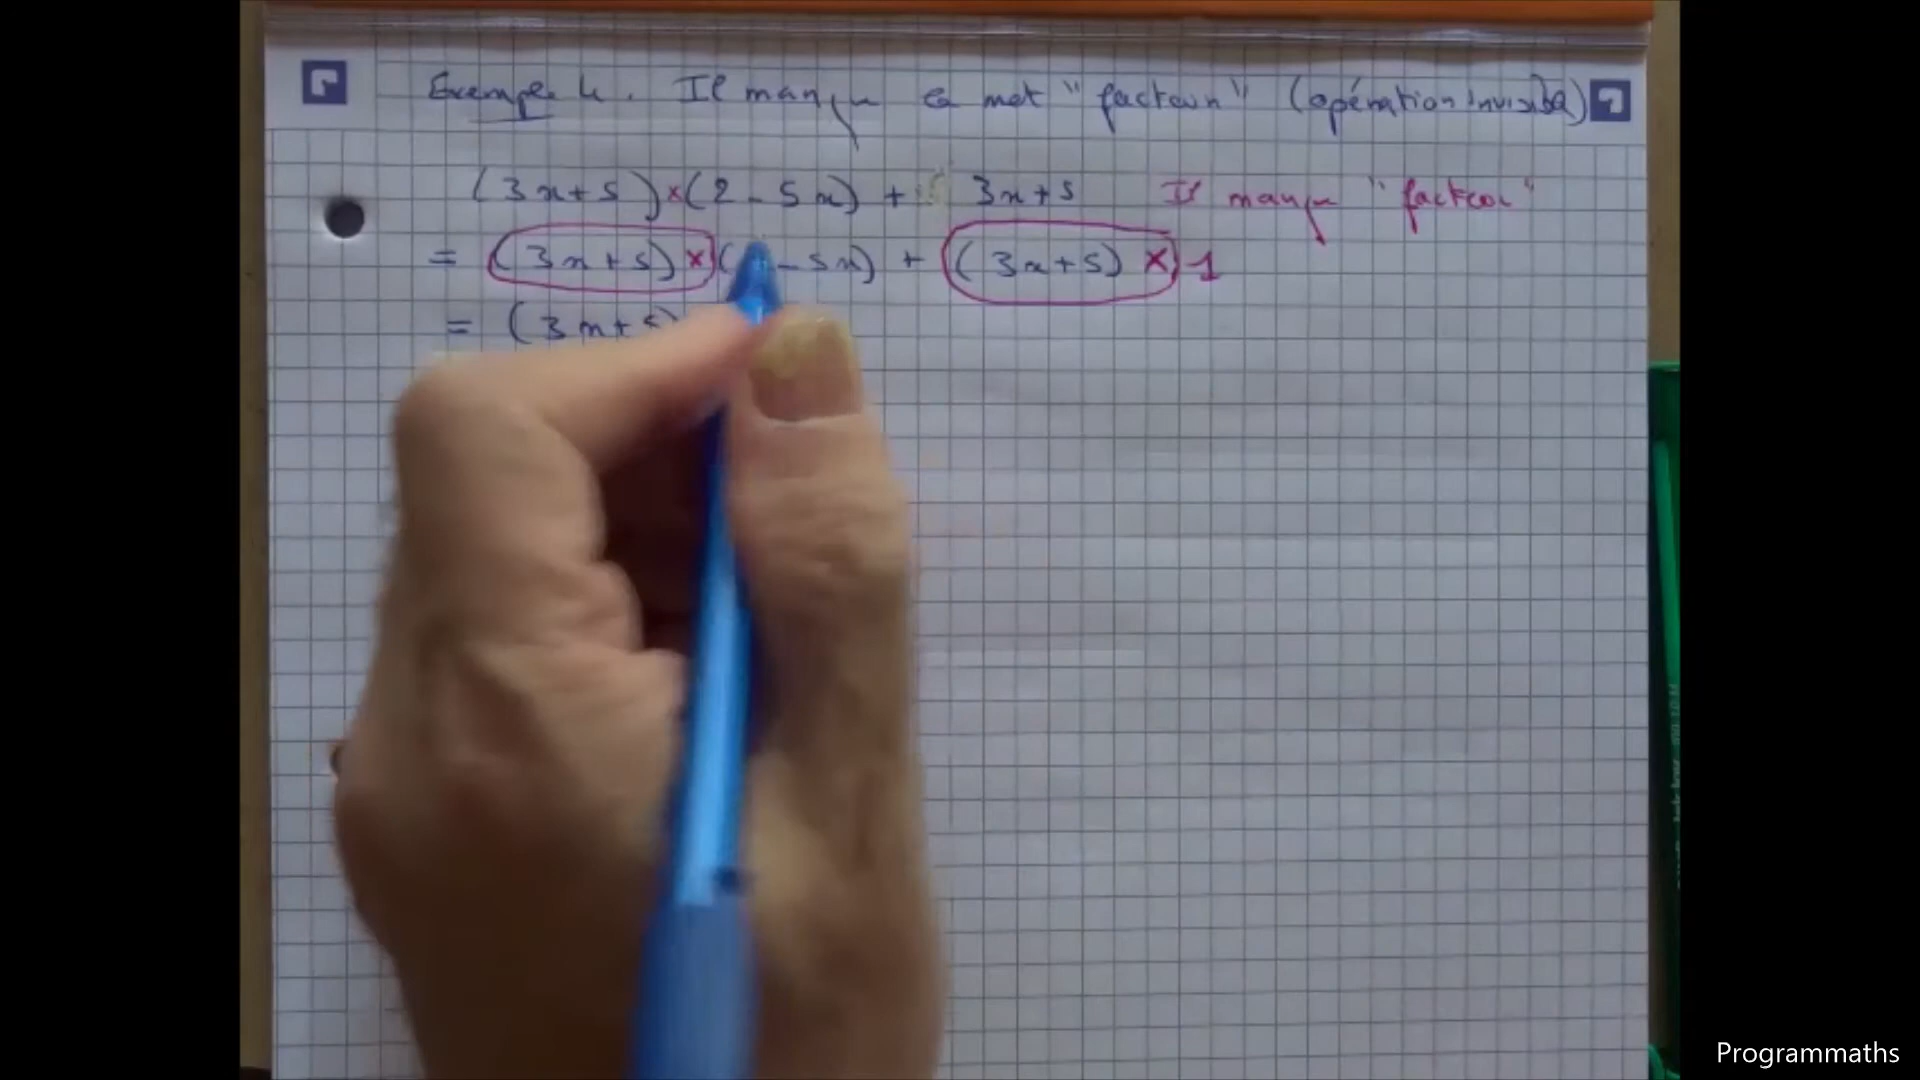 Exemple 4. Il manque le mot "facteur" (opération invisible)
(3x+5)×(2-5x) + 3x+5 Il manque "facteur"
= (3x+5)×( -5x) + (3x+5)×1
= (3x+5)
Programmaths